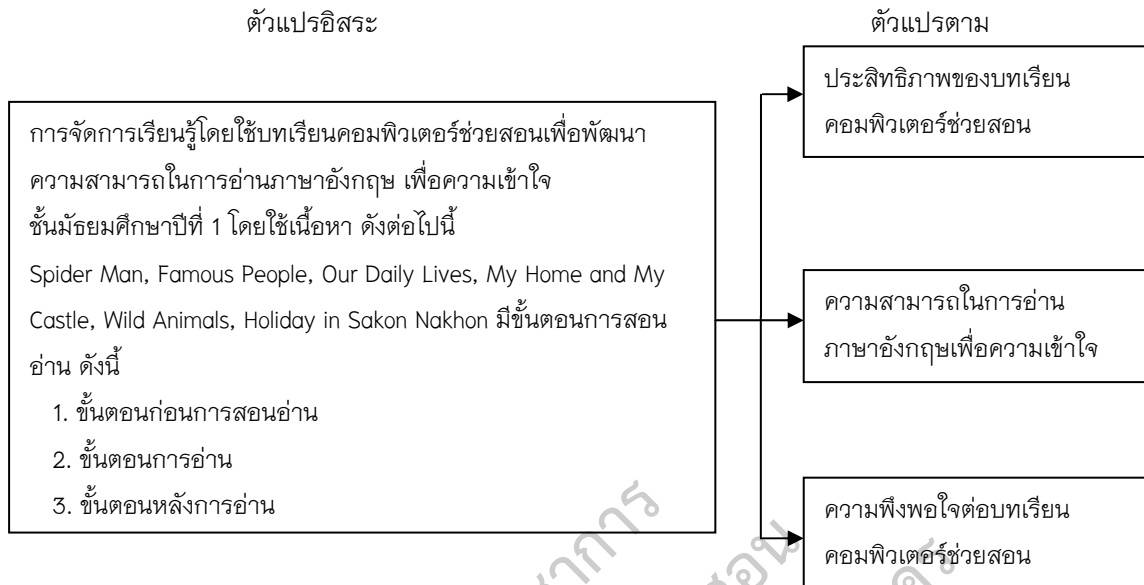 ตัวแปรอิสระ
ตัวแปรตาม
การจัดการเรียนรู้โดยใช้บทเรียนคอมพิวเตอร์ช่วยสอนเพื่อพัฒนา
ความสามารถในการอ่านภาษาอังกฤษ เพื่อความเข้าใจ
ชั้นมัธยมศึกษาปีที่ 1 โดยใช้เนื้อหา ดังต่อไปนี้
Spider Man, Famous People, Our Daily Lives, My Home and My
Castle, Wild Animals, Holiday in Sakon Nakhon มีขั้นตอนการสอน
อ่าน ดังนี้
1. ขั้นตอนก่อนการสอนอ่าน
2. ขั้นตอนการอ่าน
3. ขั้นตอนหลังการอ่าน
ประสิทธิภาพของบทเรียน
คอมพิวเตอร์ช่วยสอน
ความสามารถในการอ่าน
ภาษาอังกฤษเพื่อความเข้าใจ
ความพึงพอใจต่อบทเรียน
คอมพิวเตอร์ช่วยสอน